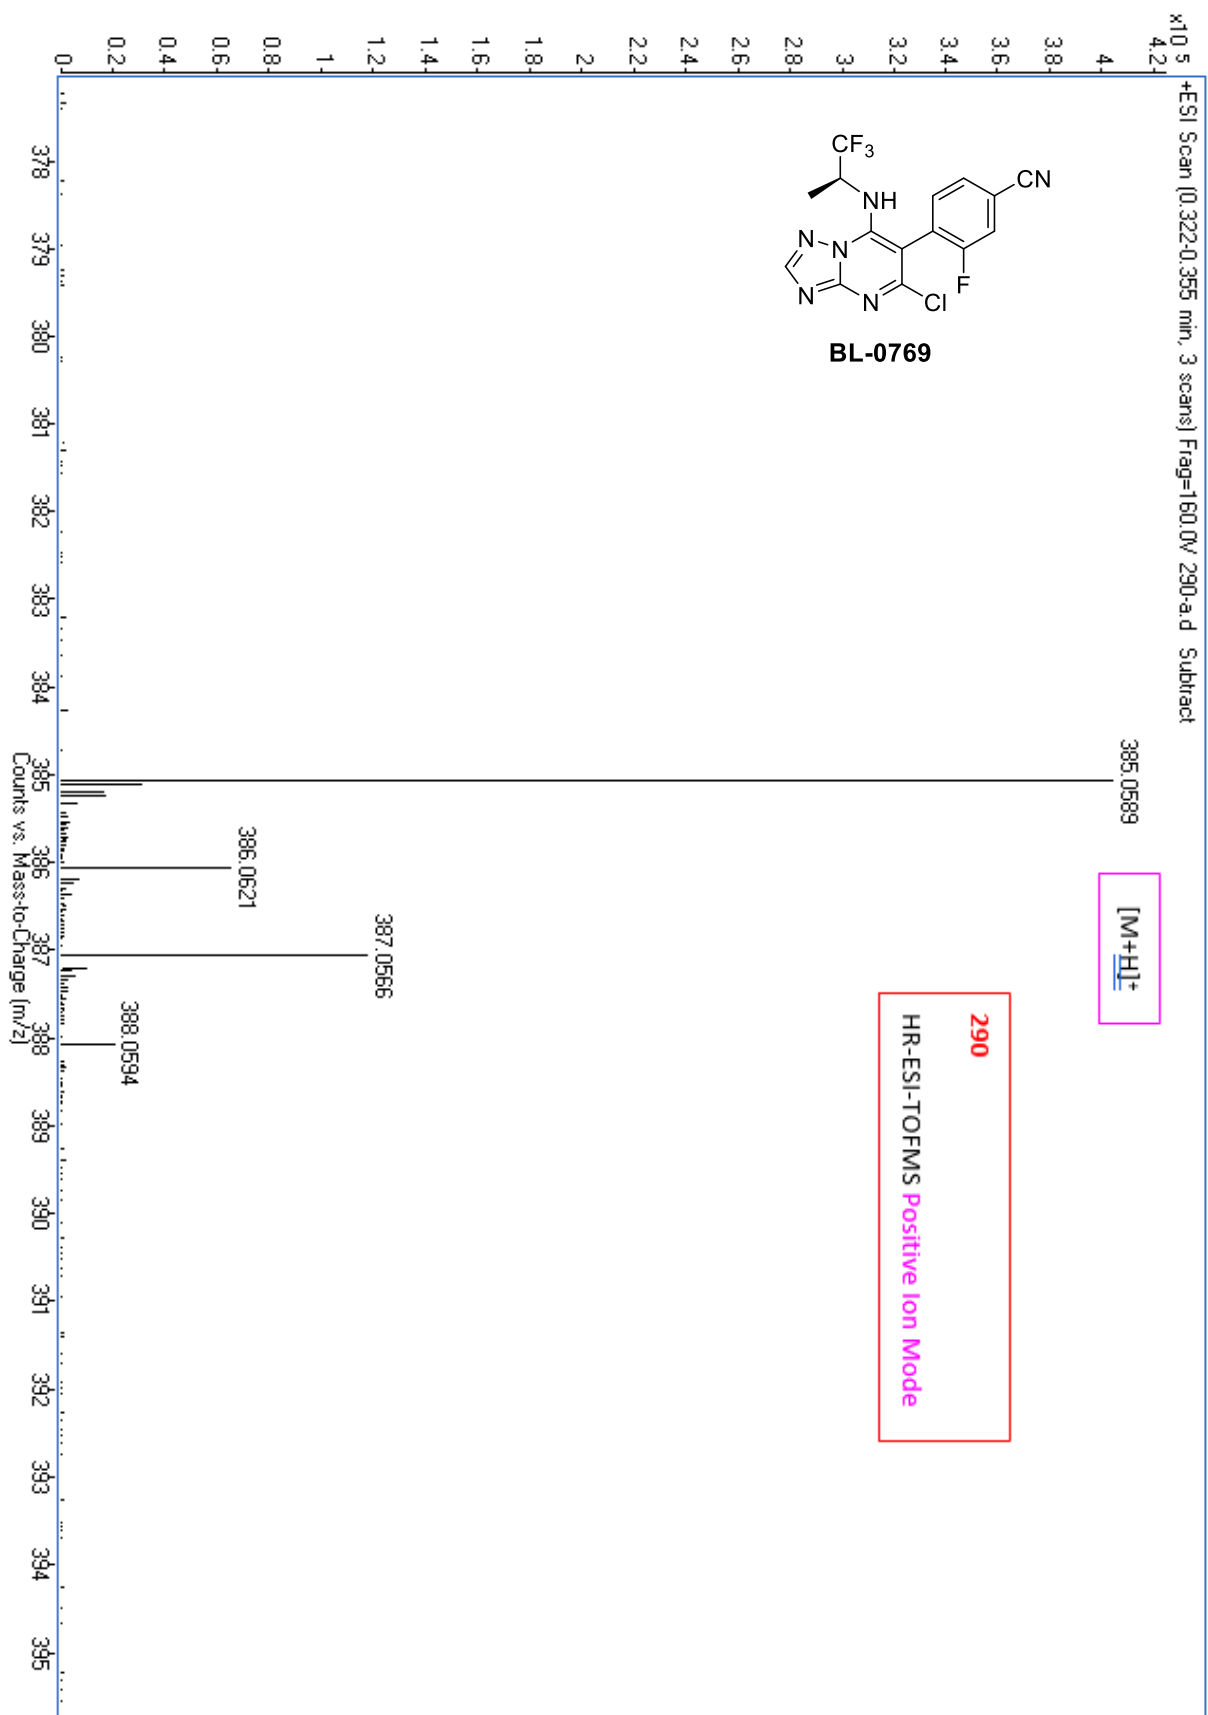 x10 5
+ESI Scan (0.322-0.355 min, 3 scans) Frag=160.0V 290-a.d Subtract
4.2
4
3.8
3.6
3.4
3.2
3
2.8
2.6
2.4
2.2
2
1.8
1.6
1.4
1.2
1
0.8
0.6
0.4
0.2
0
385.0589
386.0621
387.0566
388.0594
[M+H]+
290
HR-ESI-TOFMS Positive Ion Mode
378 379 380 381 382 383 384 385 386 387 388 389 390 391 392 393 394 395
Counts vs. Mass-to-Charge (m/z)
CF3
CN
NH
N
N
F
N
N
Cl
BL-0769